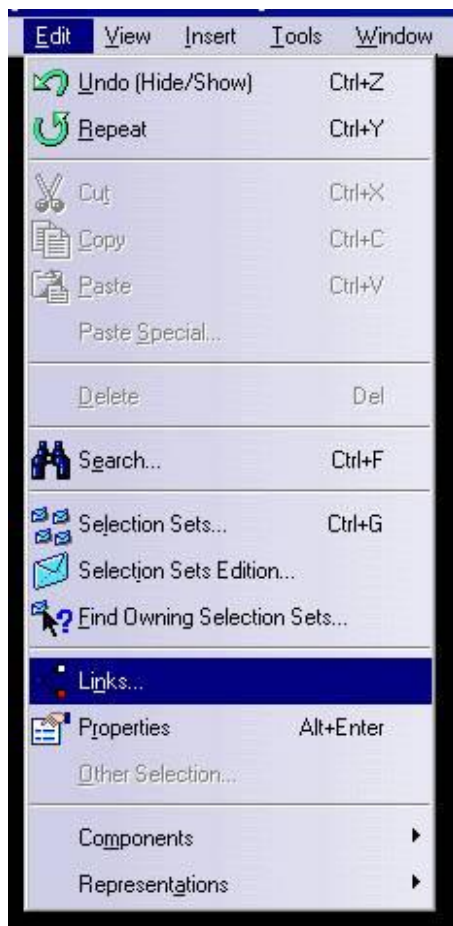 Edit View Insert Tools Window
Undo (Hide/Show) Ctrl+Z
Repeat Ctrl+Y
Cut Ctrl+X
Copy Ctrl+C
Paste Ctrl+V
Paste Special...
Delete Del
Search... Ctrl+F
Selection Sets... Ctrl+G
Selection Sets Edition...
Find Owning Selection Sets...
Links...
Properties Alt+Enter
Other Selection...
Components
Representations